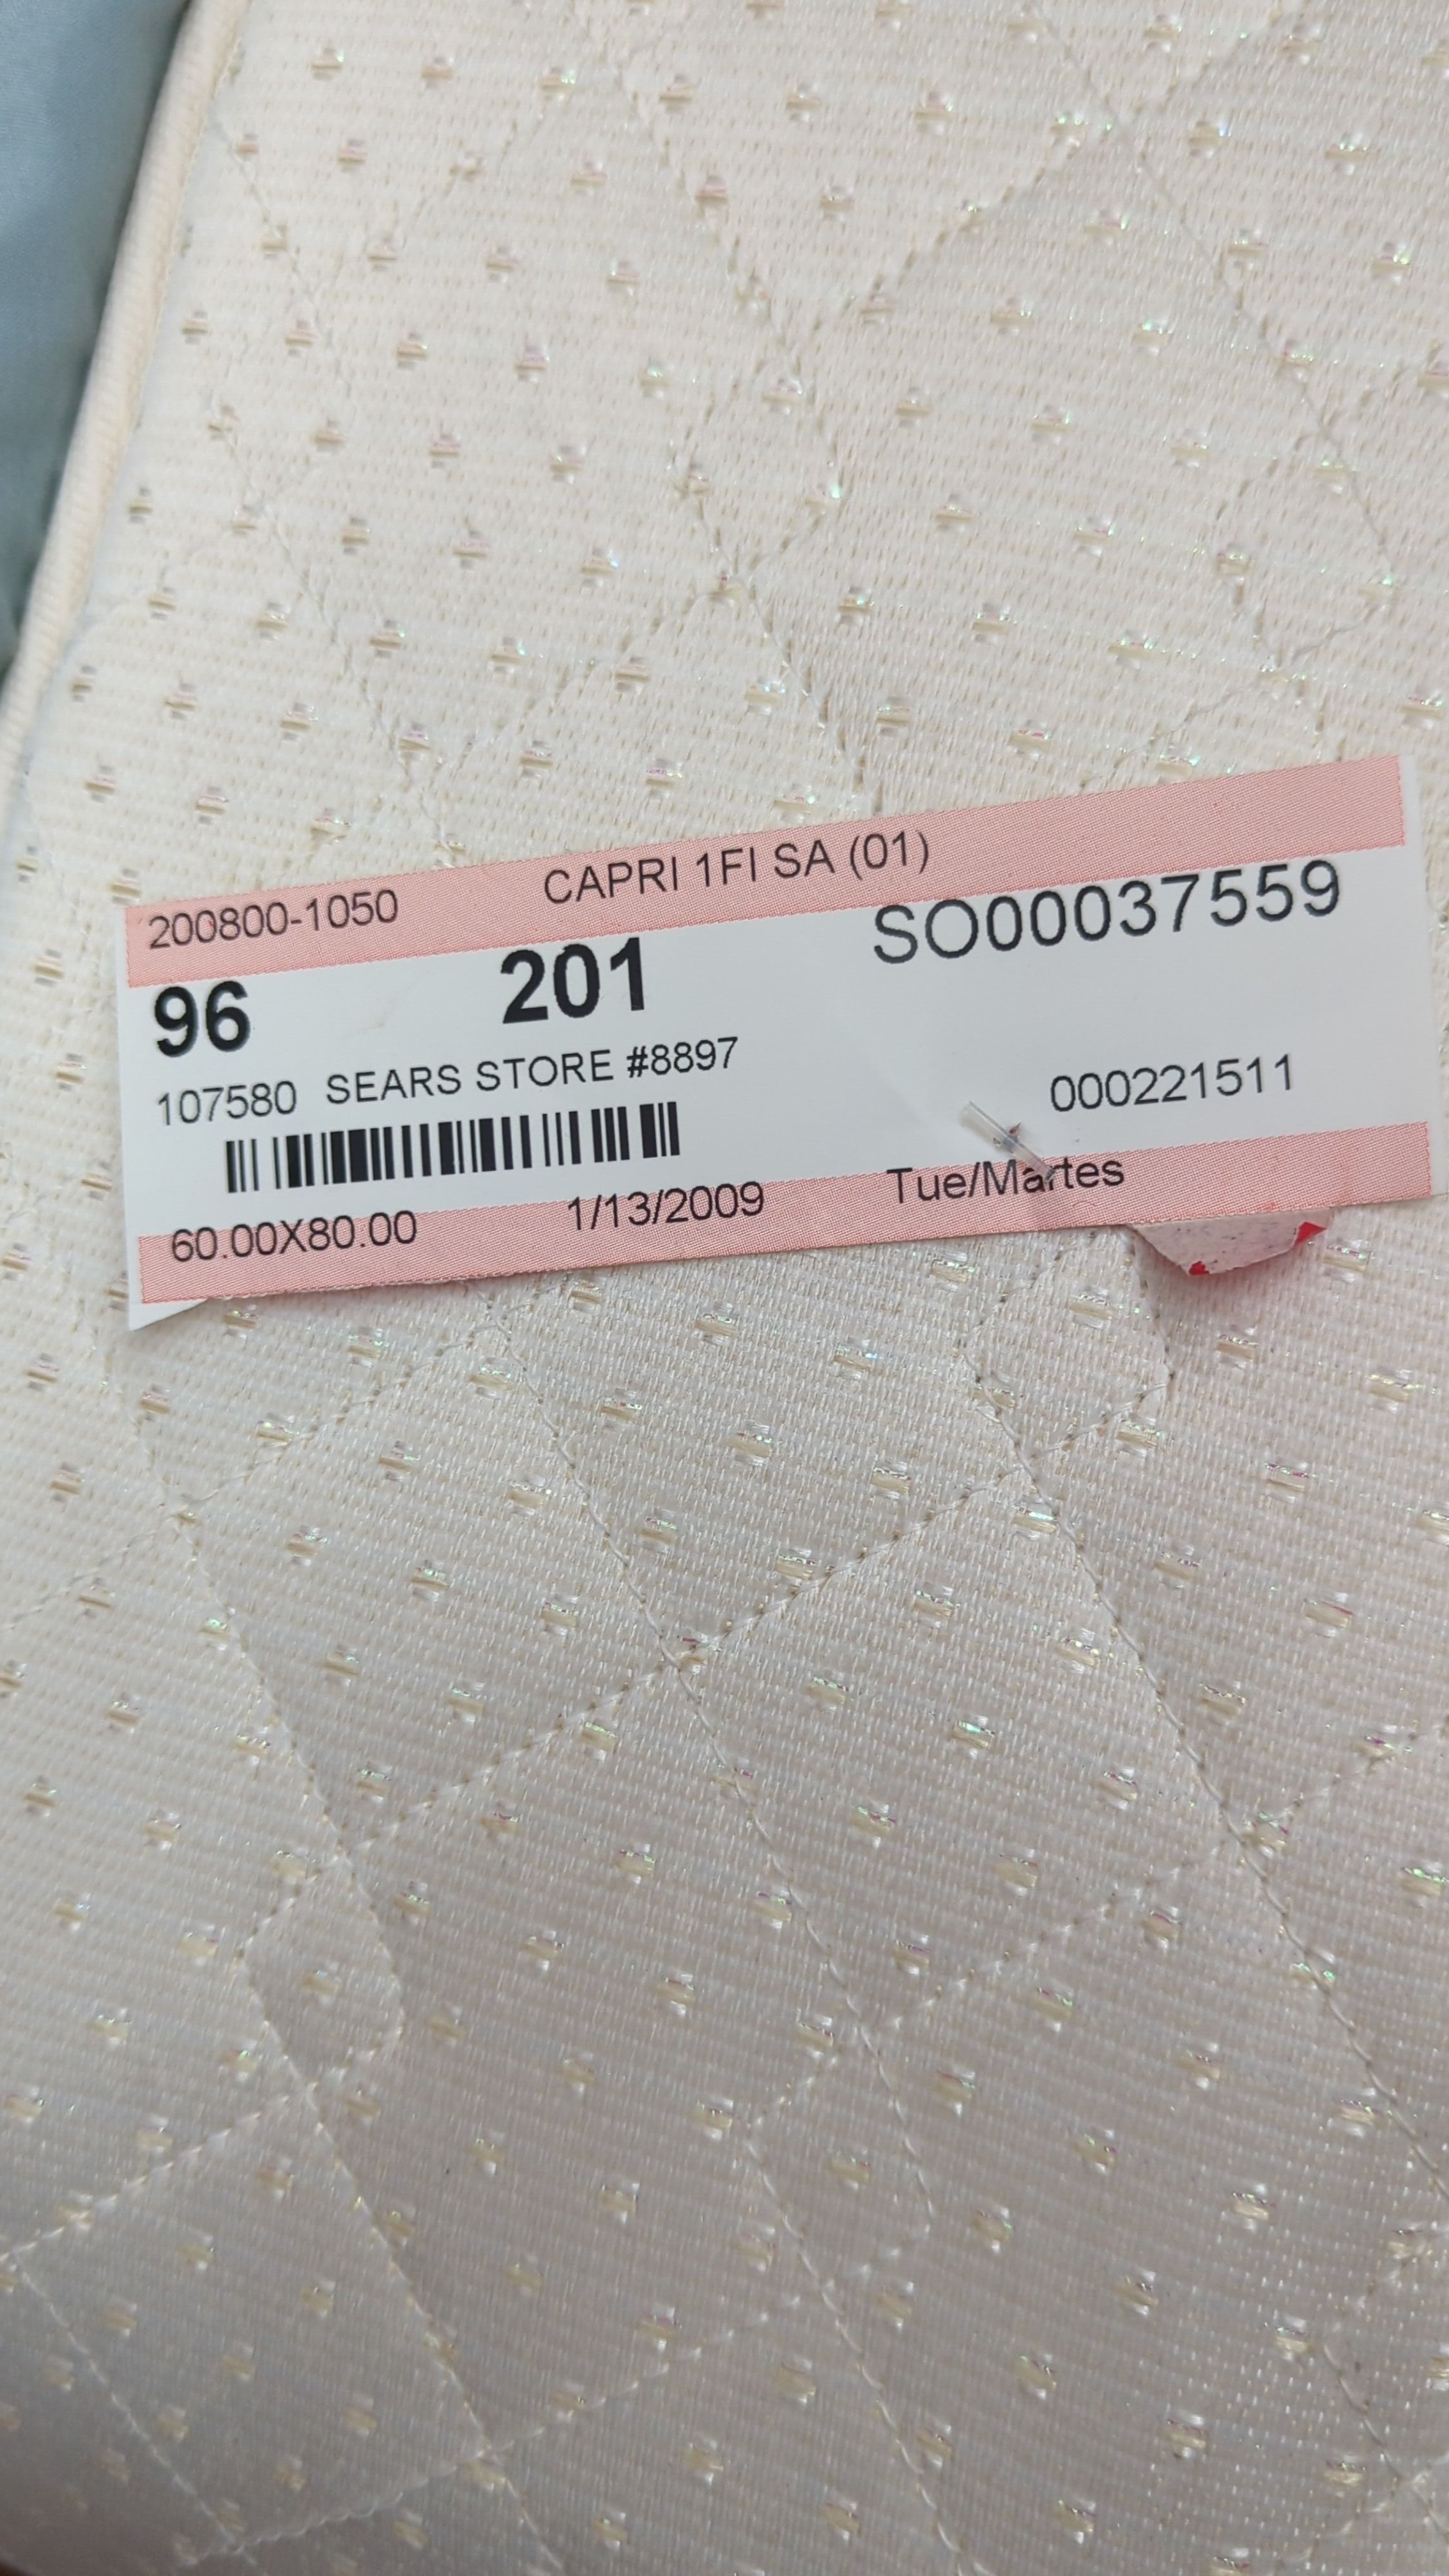 200800-1050 CAPRI 1FI SA (01)
96 201 SO00037559
107580 SEARS STORE #8897 000221511
60.00X80.00 1/13/2009 Tue/Martes